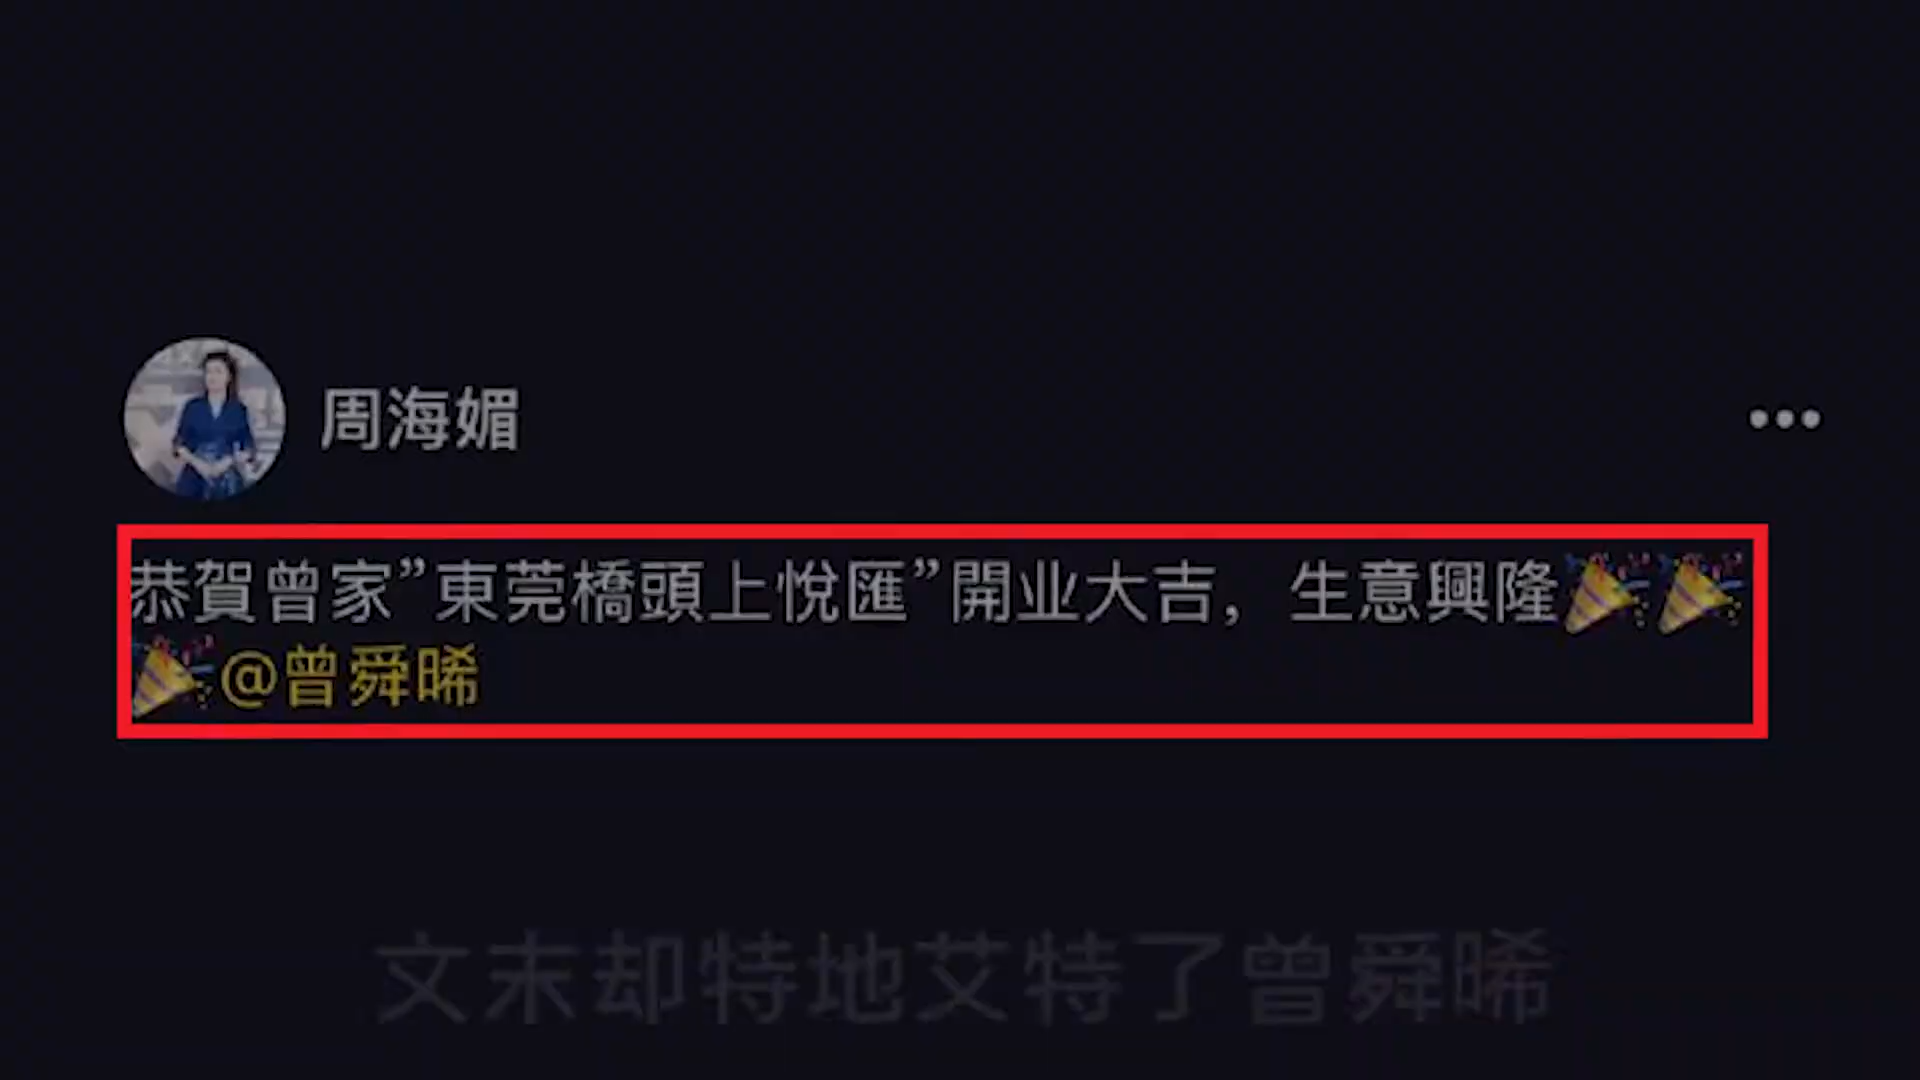 周海媚
恭賀曾家”東莞橋頭上悅匯”開业大吉，生意興隆🎉🎉
🎉@曾舜晞
文末却特地艾特了曾舜晞